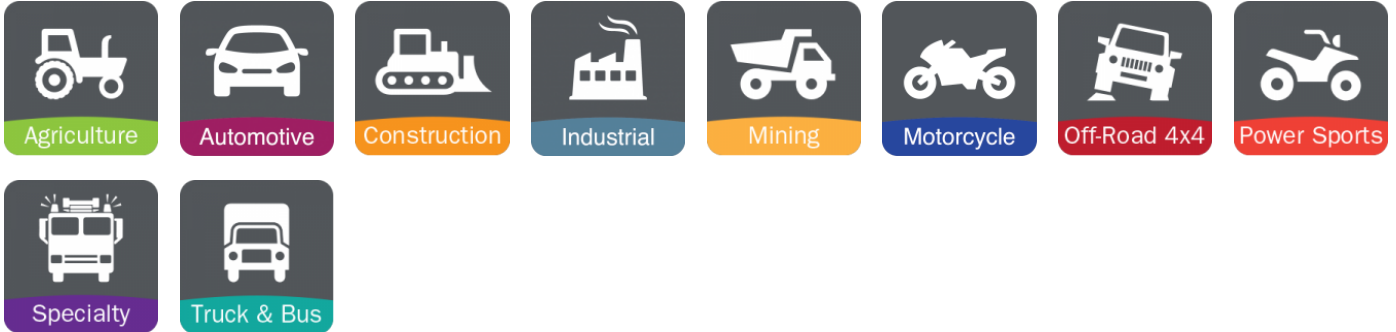 Agriculture
Automotive
Construction
Industrial
Mining
Motorcycle
Off-Road 4x4
Power Sports
Specialty
Truck & Bus